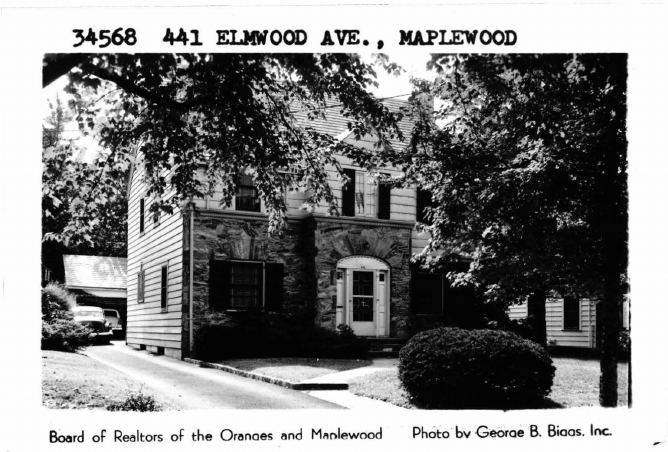 34568 441 ELMWOOD AVE., MAPLEWOOD
Board of Realtors of the Oranges and Maplewood Photo by George B. Biggs, Inc.